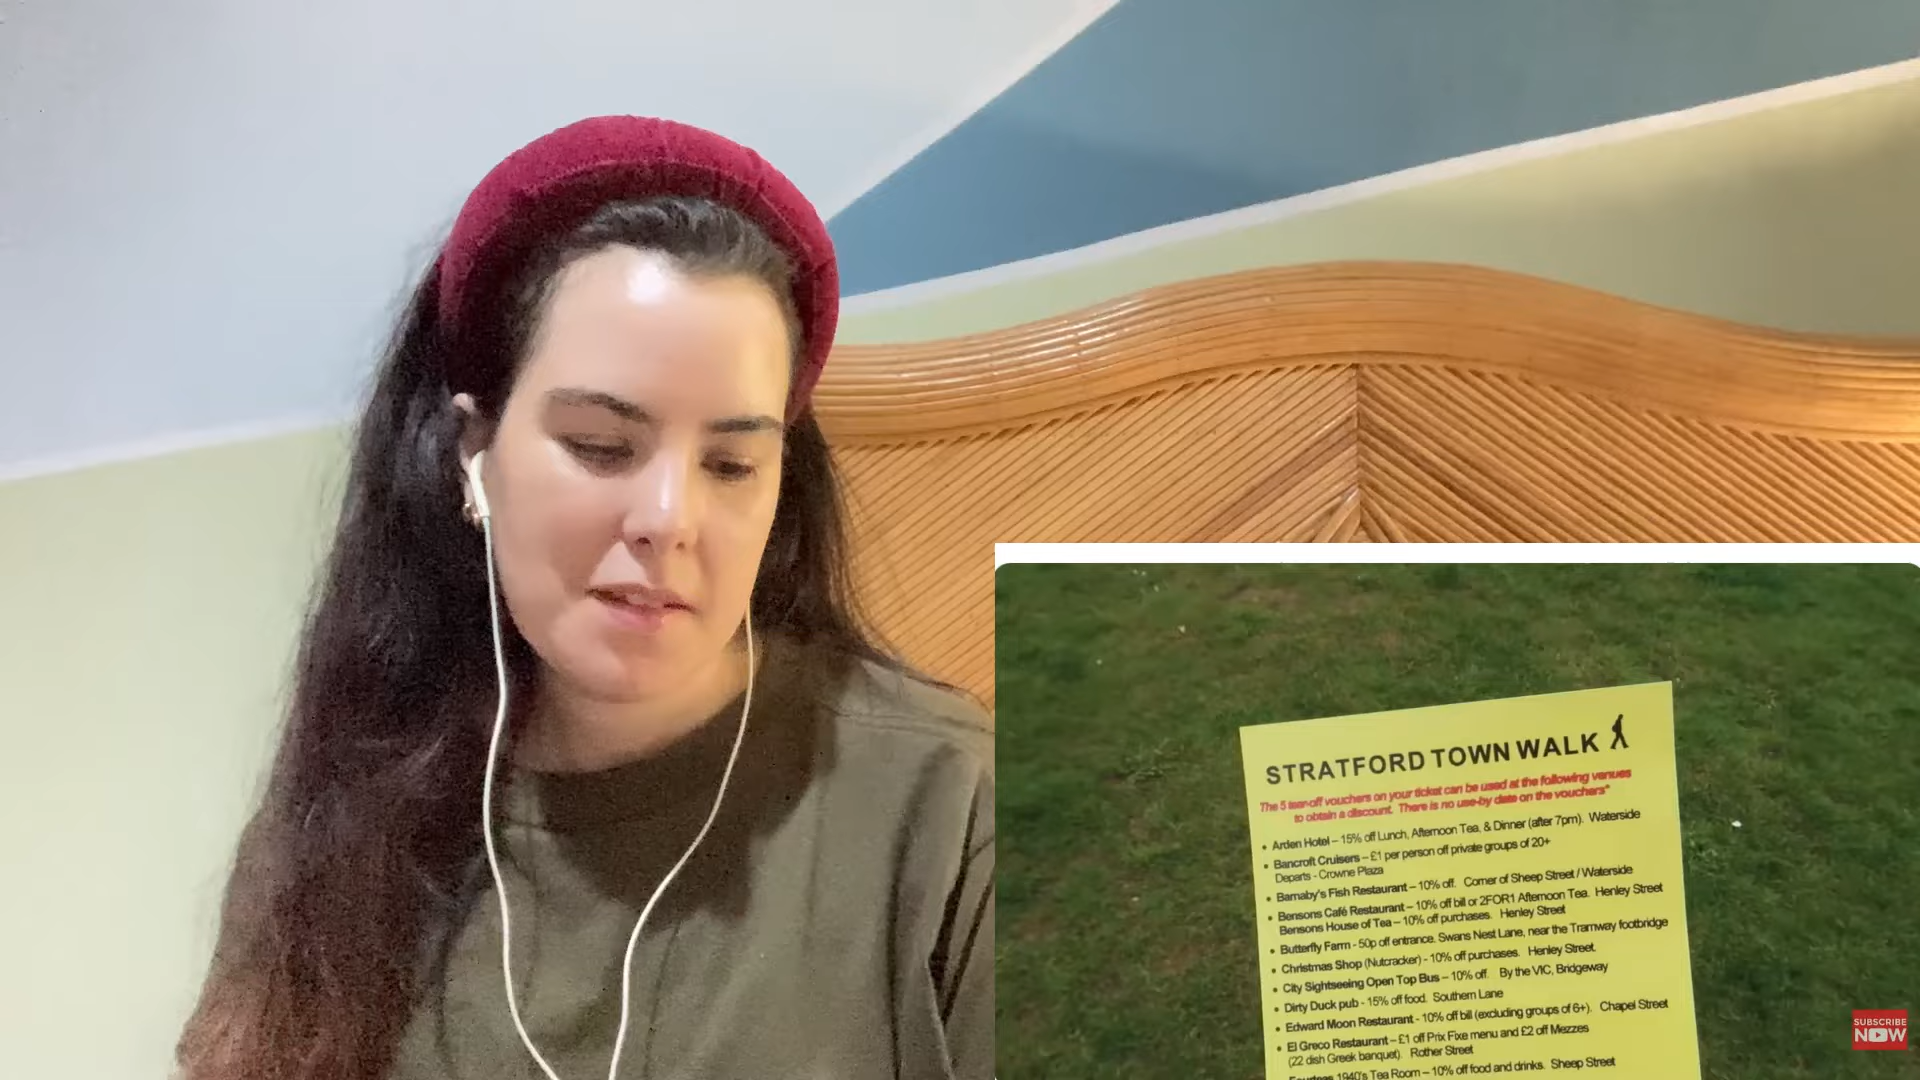 STRATFORD TOWN WALK
The 5 tear-off vouchers on your ticket can be used at the following venues
to obtain a discount. There is no use-by date on the vouchers*
• Arden Hotel – 15% off Lunch, Afternoon Tea, & Dinner (after 7pm). Waterside
• Bancroft Cruisers – £1 per person off private groups of 20+
Departs - Crowne Plaza
• Barnaby's Fish Restaurant – 10% off. Corner of Sheep Street / Waterside
• Bensons Café Restaurant – 10% off bill or 2FOR1 Afternoon Tea. Henley Street
Bensons House of Tea – 10% off purchases. Henley Street
• Butterfly Farm - 50p off entrance. Swans Nest Lane, near the Tramway footbridge
• Christmas Shop (Nutcracker) - 10% off purchases. Henley Street.
• City Sightseeing Open Top Bus – 10% off. By the VIC, Bridgeway
• Dirty Duck pub - 15% off food. Southern Lane
• Edward Moon Restaurant - 10% off bill (excluding groups of 6+). Chapel Street
• El Greco Restaurant – £1 off Prix Fixe menu and £2 off Mezzes
(22 dish Greek banquet). Rother Street
1940's Tea Room – 10% off food and drinks. Sheep Street
SUBSCRIBE
NOW